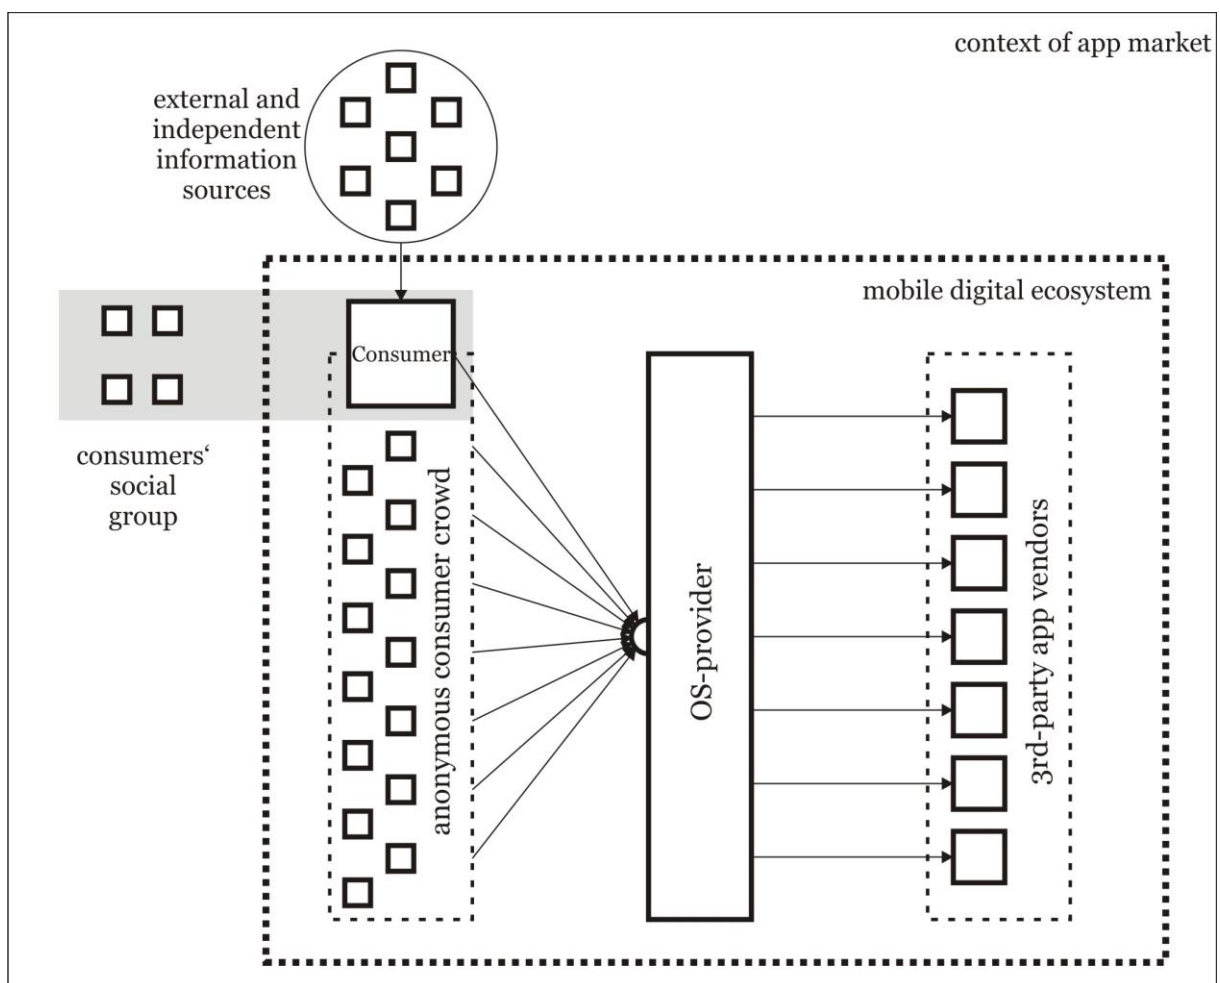 context of app market
external and
independent
information
sources
mobile digital ecosystem
Consumer
consumers‘
social
group
anonymous consumer crowd
OS-provider
3rd-party app vendors